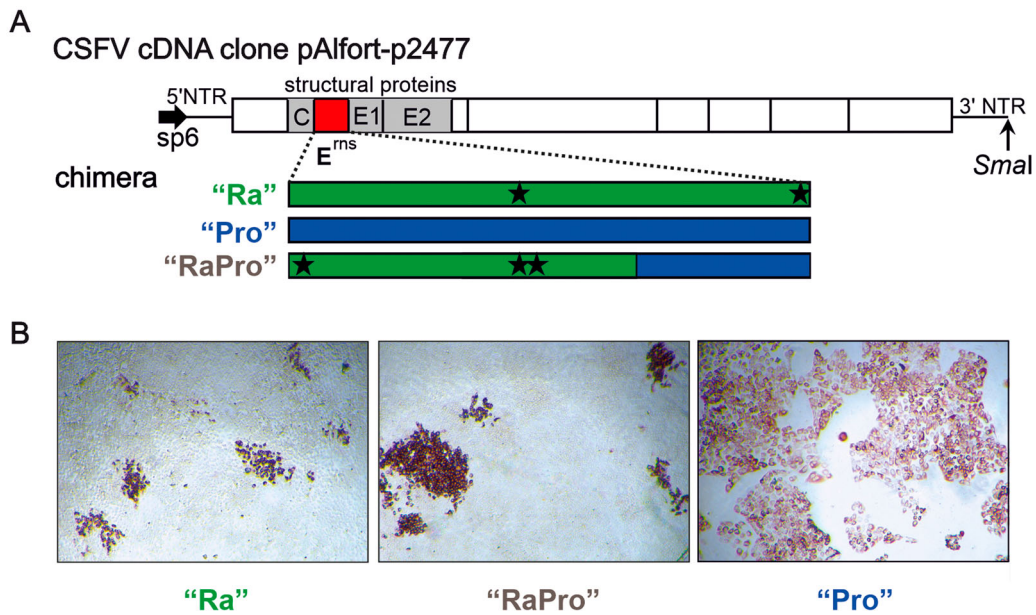 A
CSFV cDNA clone pAlfort-p2477
structural proteins
5'NTR
C
E1
E2
3' NTR
sp6
E^rns
SmaI
chimera
"Ra"
"Pro"
"RaPro"
B
"Ra"
"RaPro"
"Pro"